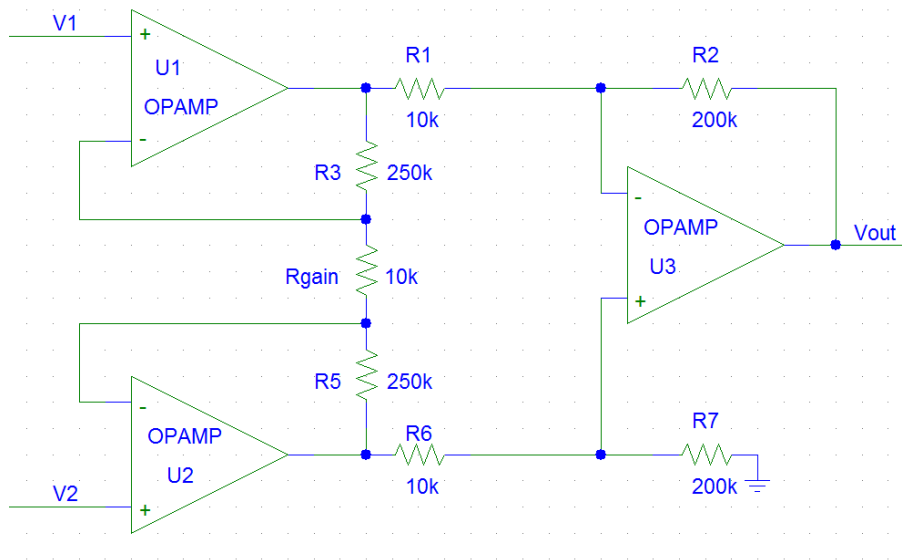 V1
+
U1
OPAMP
-
R1
10k
R2
200k
R3
250k
-
OPAMP
U3
+
Vout
Rgain
10k
R5
250k
-
OPAMP
U2
V2
+
R6
10k
R7
200k